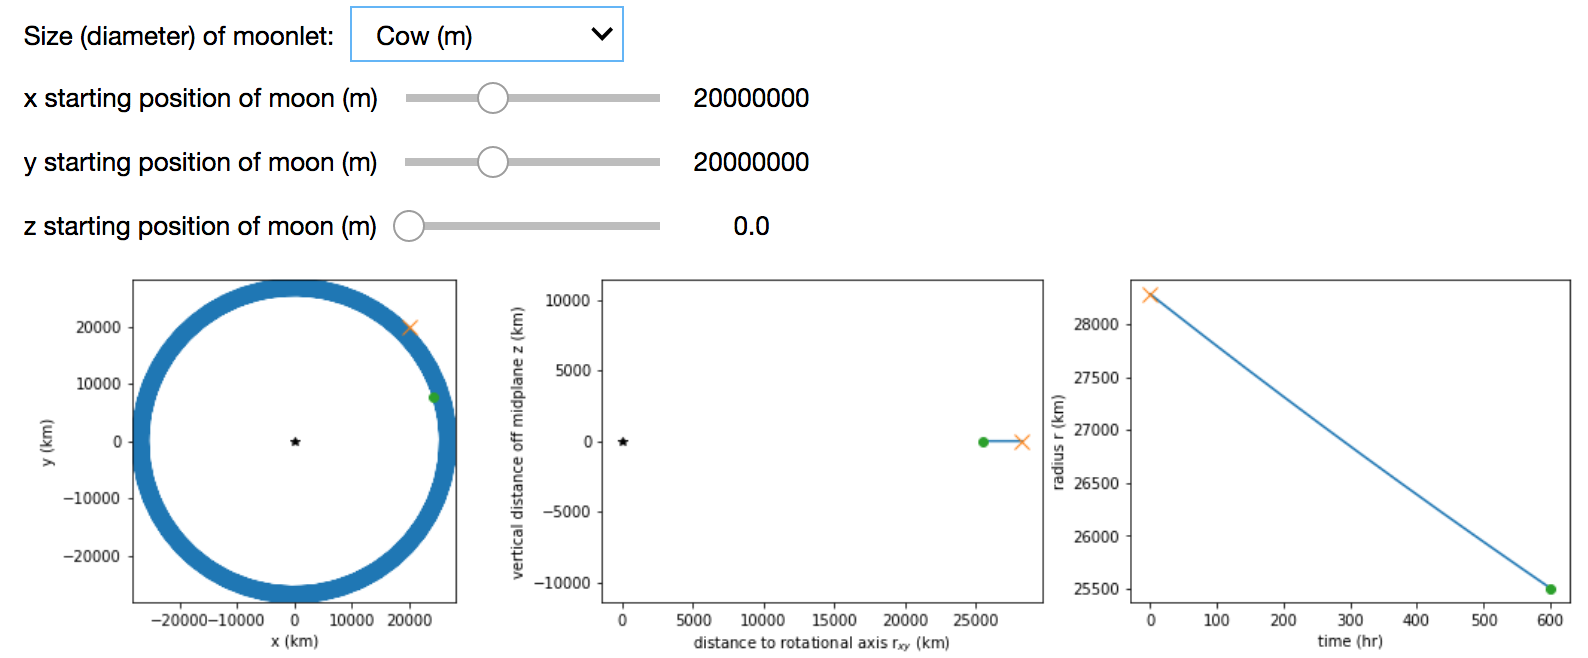 Size (diameter) of moonlet: Cow (m)
x starting position of moon (m) 20000000
y starting position of moon (m) 20000000
z starting position of moon (m) 0.0
20000
10000
0
−10000
−20000
y (km)
−20000−10000 0 10000 20000
x (km)
10000
5000
0
−5000
−10000
vertical distance off midplane z (km)
0 5000 10000 15000 20000 25000
distance to rotational axis rxy (km)
28000
27500
27000
26500
26000
25500
radius r (km)
0 100 200 300 400 500 600
time (hr)